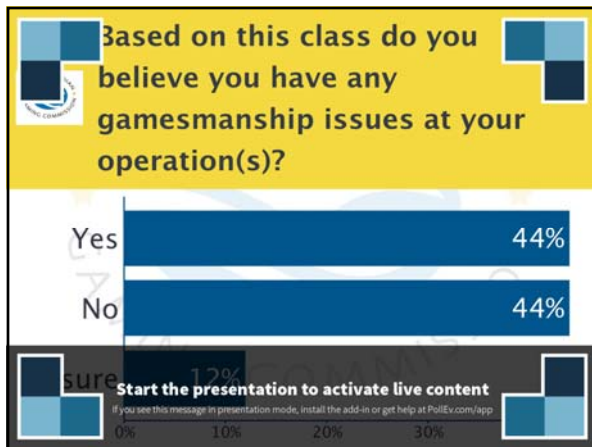 Based on this class do you
believe you have any
gamesmanship issues at your
operation(s)?
Yes
44%
No
44%
sure
12%
Start the presentation to activate live content
If you see this message in presentation mode, install the add-in or get help at PollEv.com/app
0%
10%
20%
30%